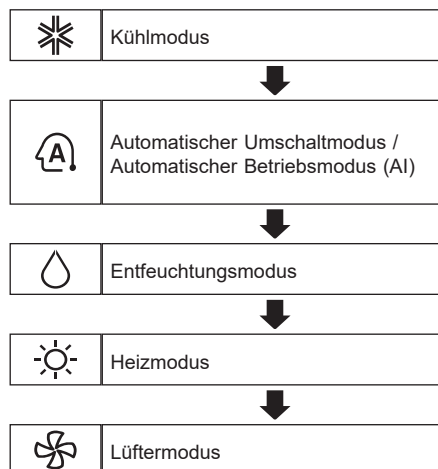 Kühlmodus
A
Automatischer Umschaltmodus /
Automatischer Betriebsmodus (AI)
Entfeuchtungsmodus
Heizmodus
Lüftermodus